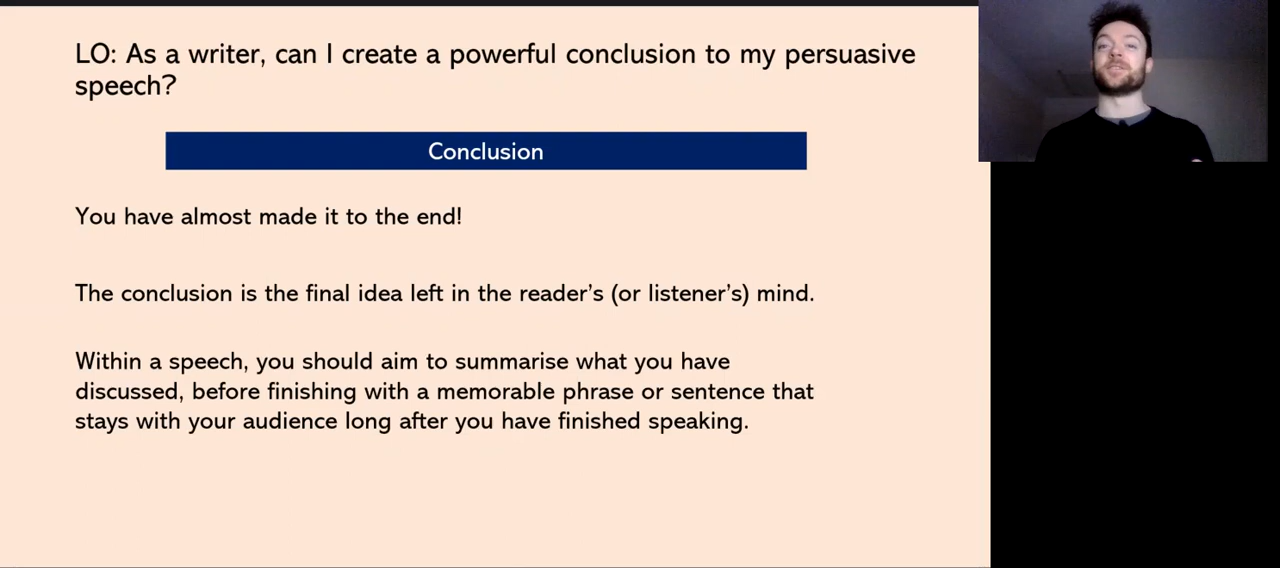 LO: As a writer, can I create a powerful conclusion to my persuasive
speech?
Conclusion
You have almost made it to the end!
The conclusion is the final idea left in the reader's (or listener's) mind.
Within a speech, you should aim to summarise what you have
discussed, before finishing with a memorable phrase or sentence that
stays with your audience long after you have finished speaking.